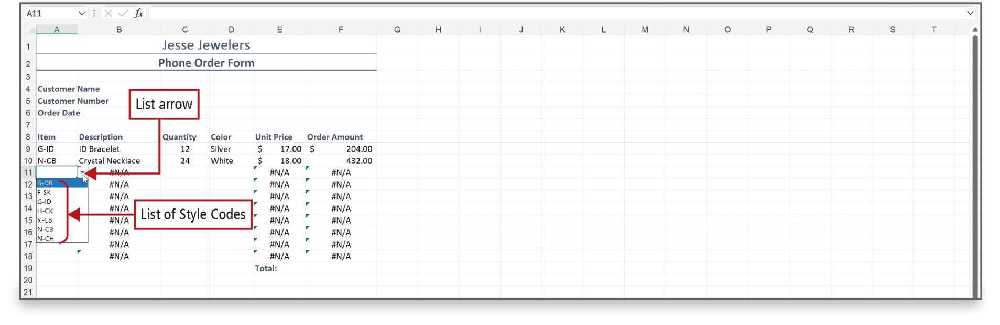 A11 fx
A B C D E F G H I J K L M N O P Q R S T
1 Jesse Jewelers
2 Phone Order Form
3
4 Customer Name
5 Customer Number
List arrow
6 Order Date
7
8 Item Description Quantity Color Unit Price Order Amount
9 G-ID ID Bracelet 12 Silver $ 17.00 $ 204.00
10 N-CB Crystal Necklace 24 White $ 18.00 432.00
11 #N/A #N/A #N/A
12 B-DB #N/A #N/A #N/A
F-SK
13 #N/A #N/A #N/A
G-ID
14 H-CK #N/A #N/A #N/A
List of Style Codes
15 K-CB #N/A #N/A #N/A
16 N-CB #N/A #N/A #N/A
N-CH
17 #N/A #N/A #N/A
18 #N/A #N/A #N/A
19 Total:
20
21